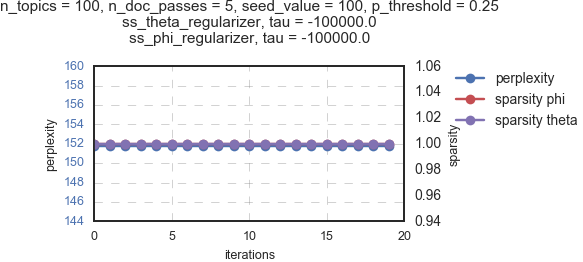 n_topics = 100, n_doc_passes = 5, seed_value = 100, p_threshold = 0.25
ss_theta_regularizer, tau = -100000.0
ss_phi_regularizer, tau = -100000.0
160
158
156
154
152
150
148
146
144
perplexity
0
5
10
15
20
iterations
1.06
1.04
1.02
1.00
0.98
0.96
0.94
sparsity
perplexity
sparsity phi
sparsity theta